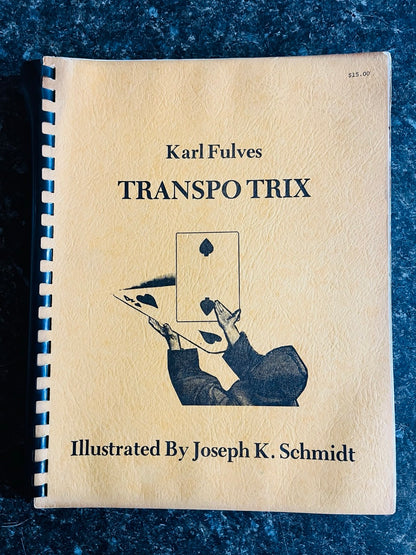 $15.00
Karl Fulves
TRANSPO TRIX
Illustrated By Joseph K. Schmidt